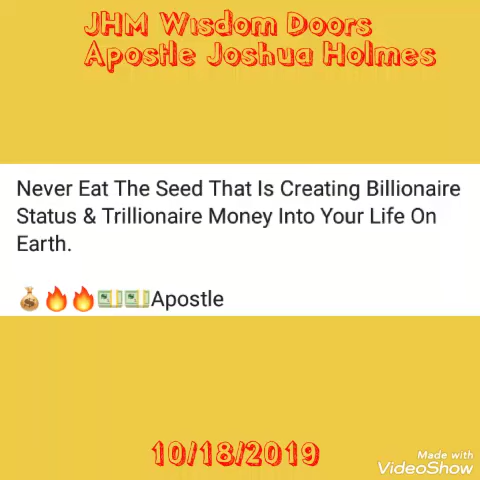 JHM Wisdom Doors
Apostle Joshua Holmes
Never Eat The Seed That Is Creating Billionaire
Status & Trillionaire Money Into Your Life On
Earth.
💰🔥🔥💵💵Apostle
10/18/2019
Made with
VideoShow